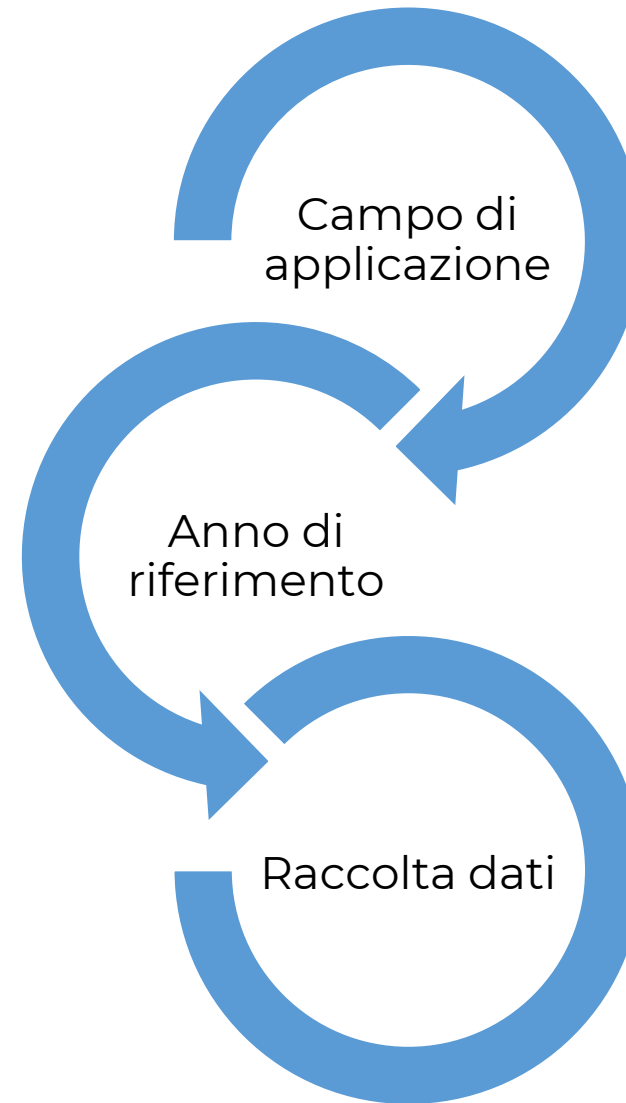 Campo di
applicazione
Anno di
riferimento
Raccolta dati